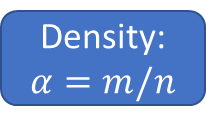 Density:
α = m/n